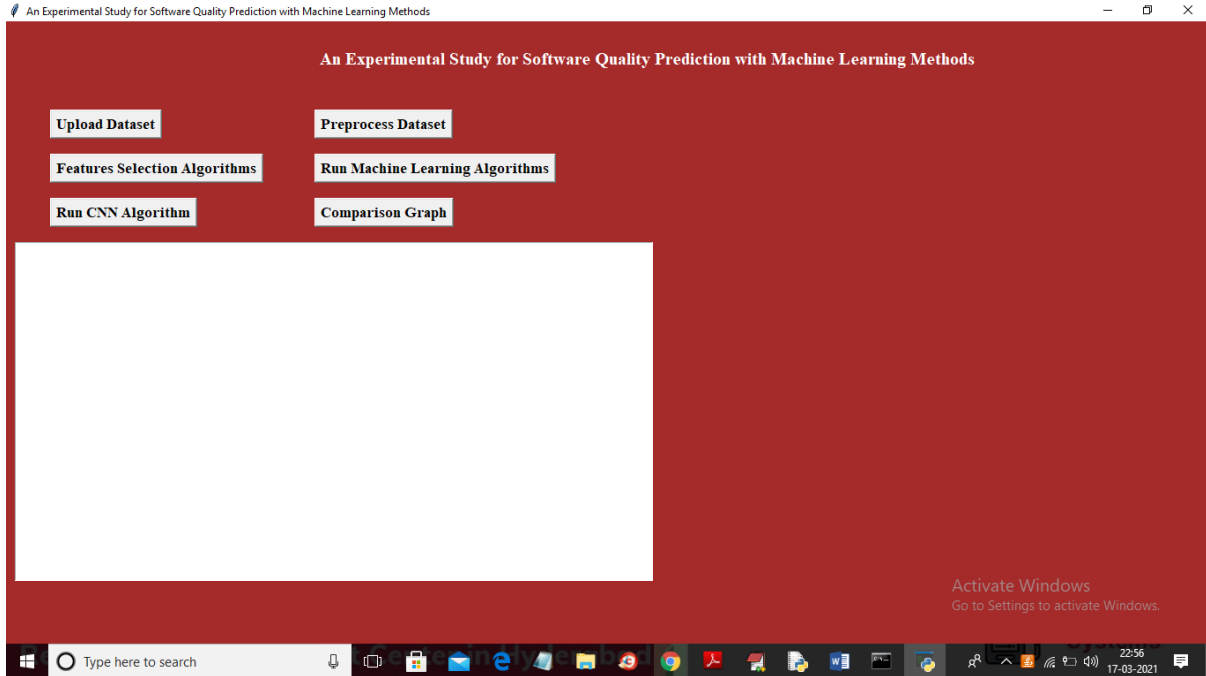 An Experimental Study for Software Quality Prediction with Machine Learning Methods
An Experimental Study for Software Quality Prediction with Machine Learning Methods
Upload Dataset Preprocess Dataset
Features Selection Algorithms Run Machine Learning Algorithms
Run CNN Algorithm Comparison Graph
Activate Windows
Go to Settings to activate Windows.
Type here to search
22:56
17-03-2021